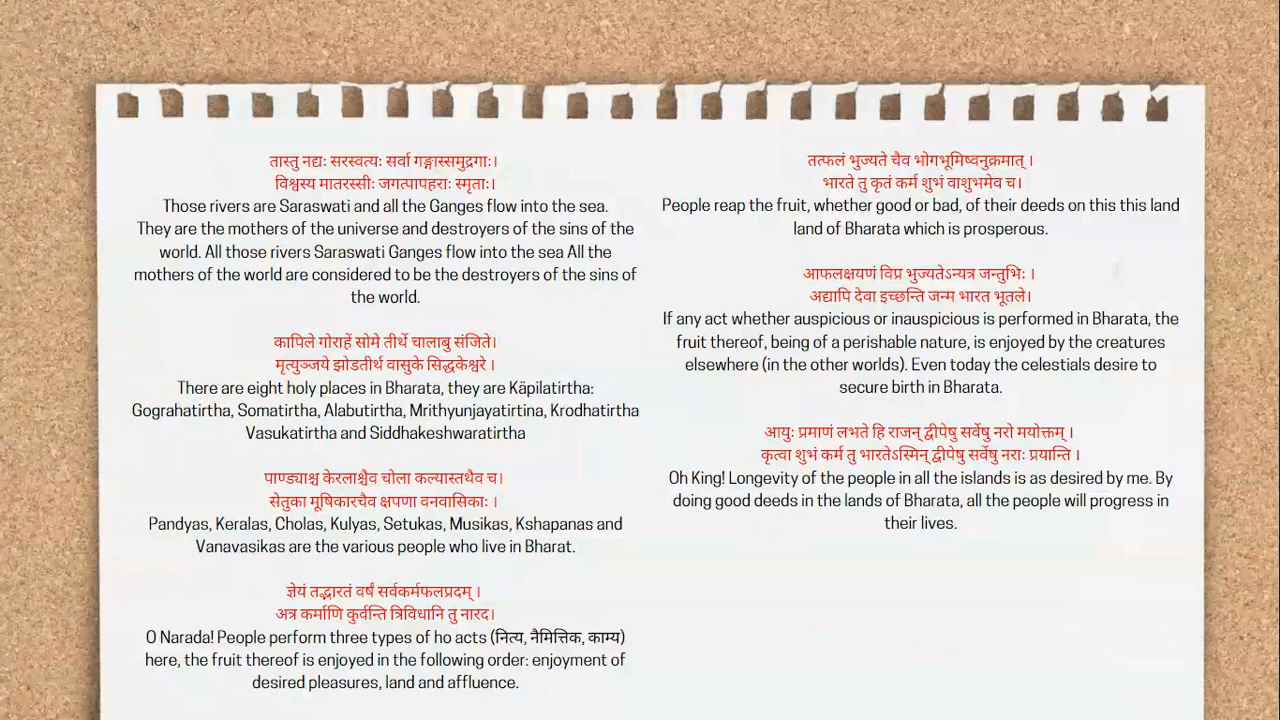 तास्तु नद्यः सरस्वत्यः सर्वा गङ्गास्समुद्रगाः।
विश्वस्य मातरस्सीः जगत्पापहराः स्मृताः।
Those rivers are Saraswati and all the Ganges flow into the sea.
They are the mothers of the universe and destroyers of the sins of the
world. All those rivers Saraswati Ganges flow into the sea All the
mothers of the world are considered to be the destroyers of the sins of
the world.
कापिले गोराहें सोमे तीर्थे चालाबु संजिते।
मृत्युञ्जये झोडतीर्थ वासुके सिद्धकेश्वरे ।
There are eight holy places in Bharata, they are Käpilatirtha:
Gograhatirtha, Somatirtha, Alabutirtha, Mrithyunjayatirtina, Krodhatirtha
Vasukatirtha and Siddhakeshwaratirtha
पाण्ड्याश्च केरलाश्चैव चोला कल्यास्तथैव च।
सेतुका मूषिकारचैव क्षपणा वनवासिकाः ।
Pandyas, Keralas, Cholas, Kulyas, Setukas, Musikas, Kshapanas and
Vanavasikas are the various people who live in Bharat.
ज्ञेयं तद्भारतं वर्षं सर्वकर्मफलप्रदम् ।
अत्र कर्माणि कुर्वन्ति त्रिविधानि तु नारद।
O Narada! People perform three types of ho acts (नित्य, नैमित्तिक, काम्य)
here, the fruit thereof is enjoyed in the following order: enjoyment of
desired pleasures, land and affluence.
तत्फलं भुज्यते चैव भोगभूमिष्वनुक्रमात् ।
भारते तु कृतं कर्म शुभं वाशुभमेव च।
People reap the fruit, whether good or bad, of their deeds on this this land
land of Bharata which is prosperous.
आफलक्षयणं विप्र भुज्यतेऽन्यत्र जन्तुभिः ।
अद्यापि देवा इच्छन्ति जन्म भारत भूतले।
If any act whether auspicious or inauspicious is performed in Bharata, the
fruit thereof, being of a perishable nature, is enjoyed by the creatures
elsewhere (in the other worlds). Even today the celestials desire to
secure birth in Bharata.
आयुः प्रमाणं लभते हि राजन् द्वीपेषु सर्वेषु नरो मयोक्तम् ।
कृत्वा शुभं कर्म तु भारतेऽस्मिन् द्वीपेषु सर्वेषु नराः प्रयान्ति ।
Oh King! Longevity of the people in all the islands is as desired by me. By
doing good deeds in the lands of Bharata, all the people will progress in
their lives.